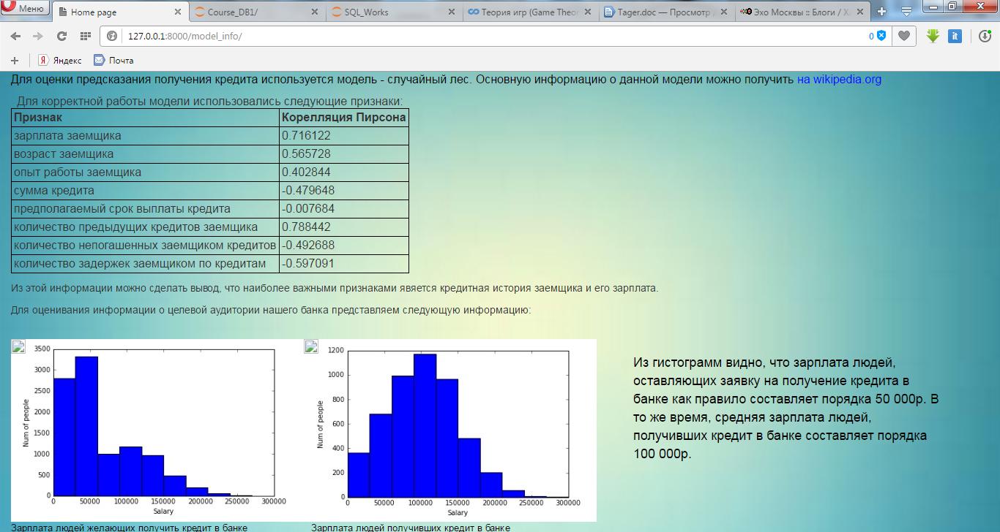 Меню
Home page
Course_DB1/
SQL_Works
Теория игр (Game Theor
Tager.doc — Просмотр
Эхо Москвы :: Блоги /
127.0.0.1:8000/model_info/
0
it
Яндекс
Почта
Для оценки предсказания получения кредита используется модель - случайный лес. Основную информацию о данной модели можно получить на wikipedia.org
Для корректной работы модели использовались следующие признаки:
Признак Корелляция Пирсона
зарплата заемщика 0.716122
возраст заемщика 0.565728
опыт работы заемщика 0.402844
сумма кредита -0.479648
предполагаемый срок выплаты кредита -0.007684
количество предыдущих кредитов заемщика 0.788442
количество непогашенных заемщиком кредитов -0.492688
количество задержек заемщиком по кредитам -0.597091
Из этой информации можно сделать вывод, что наиболее важными признаками явяется кредитная история заемщика и его зарплата.
Для оценивания информации о целевой аудитории нашего банка представляем следующую информацию:
3500
3000
2500
2000
1500
1000
500
0
Num of people
0 50000 100000 150000 200000 250000 300000
Salary
Зарплата людей желающих получить кредит в банке
1200
1000
800
600
400
200
0
Num of people
0 50000 100000 150000 200000 250000 300000
Salary
Зарплата людей получивших кредит в банке
Из гистограмм видно, что зарплата людей,
оставляющих заявку на получение кредита в
банке как правило составляет порядка 50 000р. В
то же время, средняя зарплата людей,
получивших кредит в банке составляет порядка
100 000р.